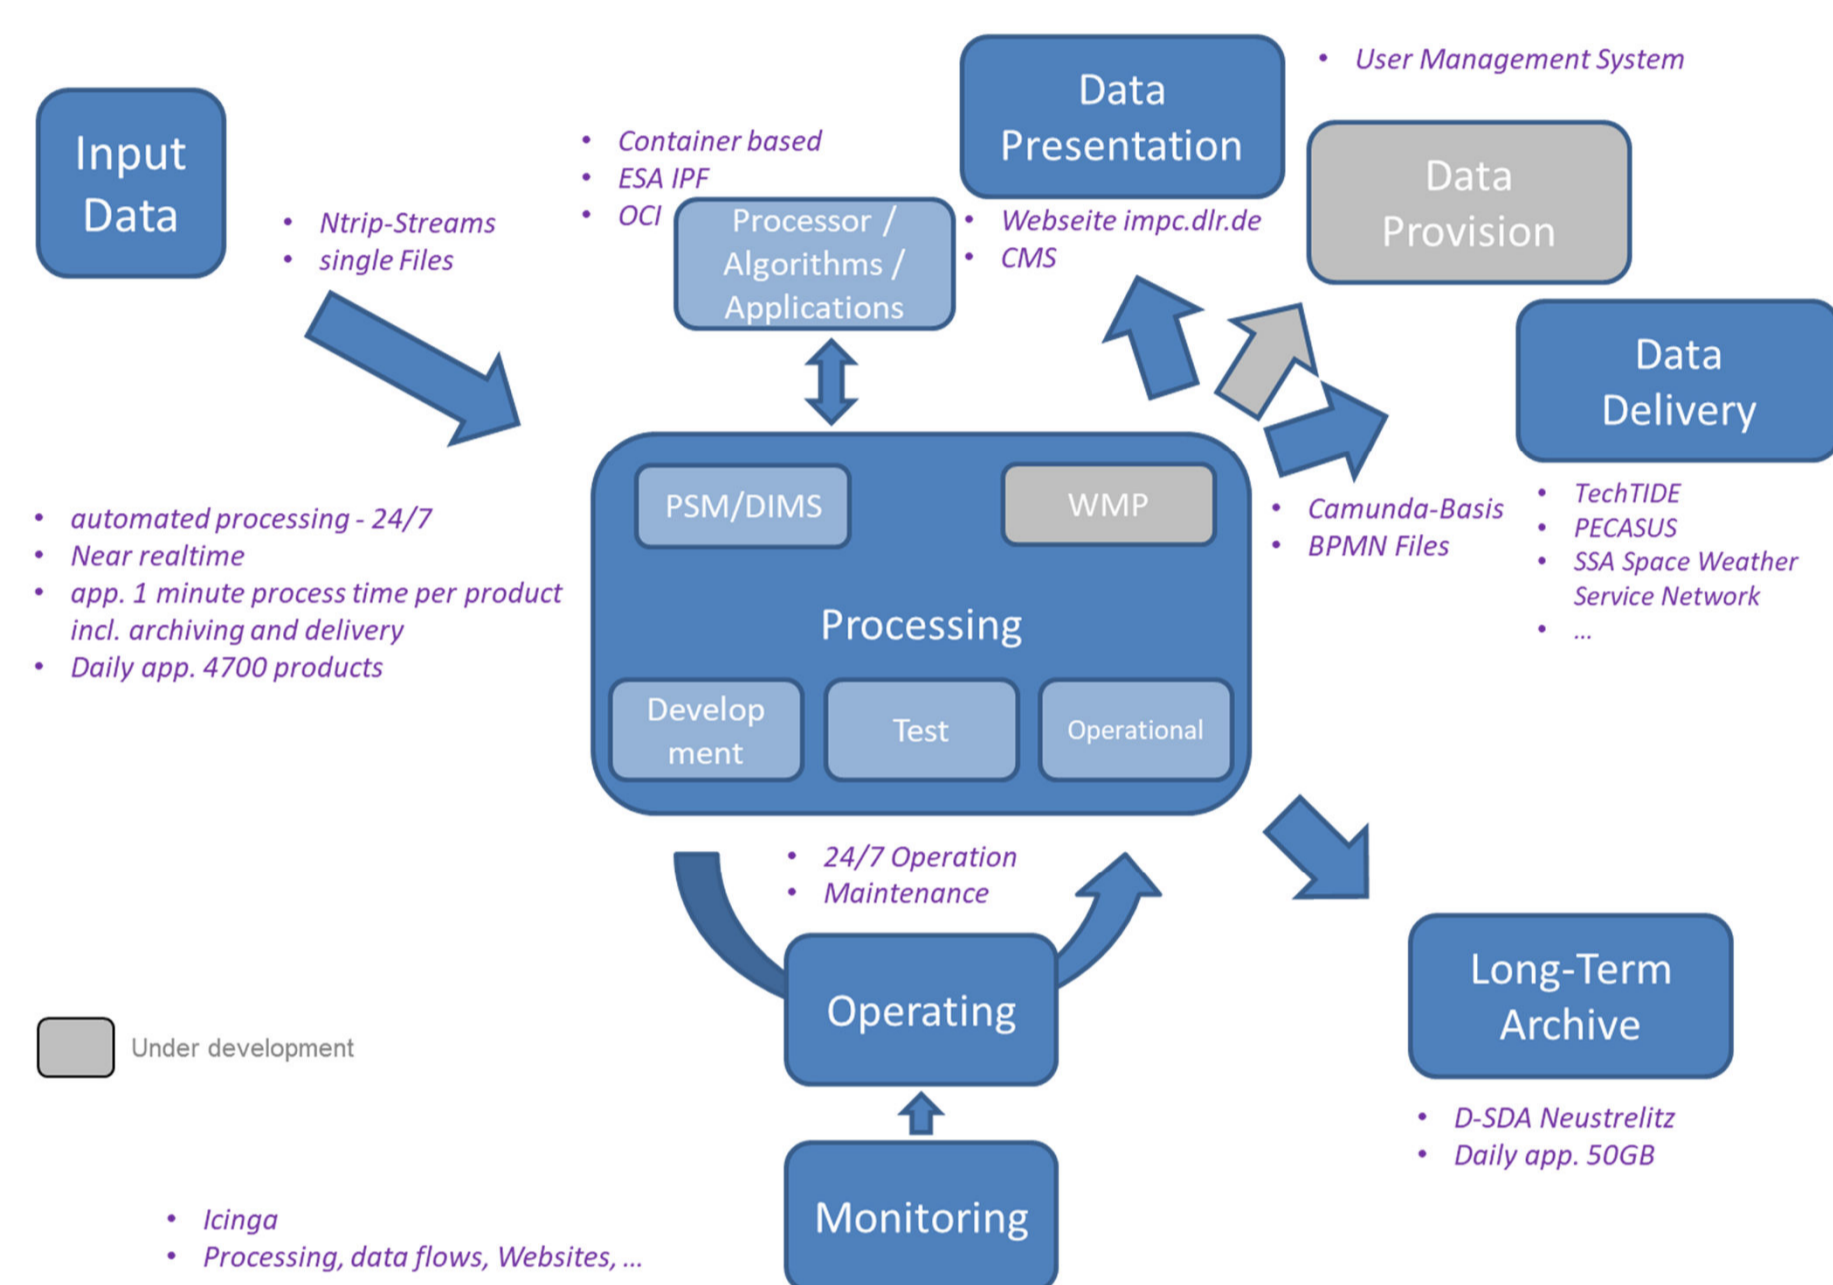 Input
Data
• Ntrip-Streams
• single Files
• Container based
• ESA IPF
• OCI
Processor /
Algorithms /
Applications
Data
Presentation
• Webseite impc.dlr.de
• CMS
• User Management System
Data
Provision
Data
Delivery
• TechTIDE
• PECASUS
• SSA Space Weather
Service Network
• ...
• automated processing - 24/7
• Near realtime
• app. 1 minute process time per product
incl. archiving and delivery
• Daily app. 4700 products
PSM/DIMS
WMP
• Camunda-Basis
• BPMN Files
Processing
Develop
ment
Test
Operational
• 24/7 Operation
• Maintenance
Operating
Long-Term
Archive
• D-SDA Neustrelitz
• Daily app. 50GB
Under development
Monitoring
• Icinga
• Processing, data flows, Websites, ...